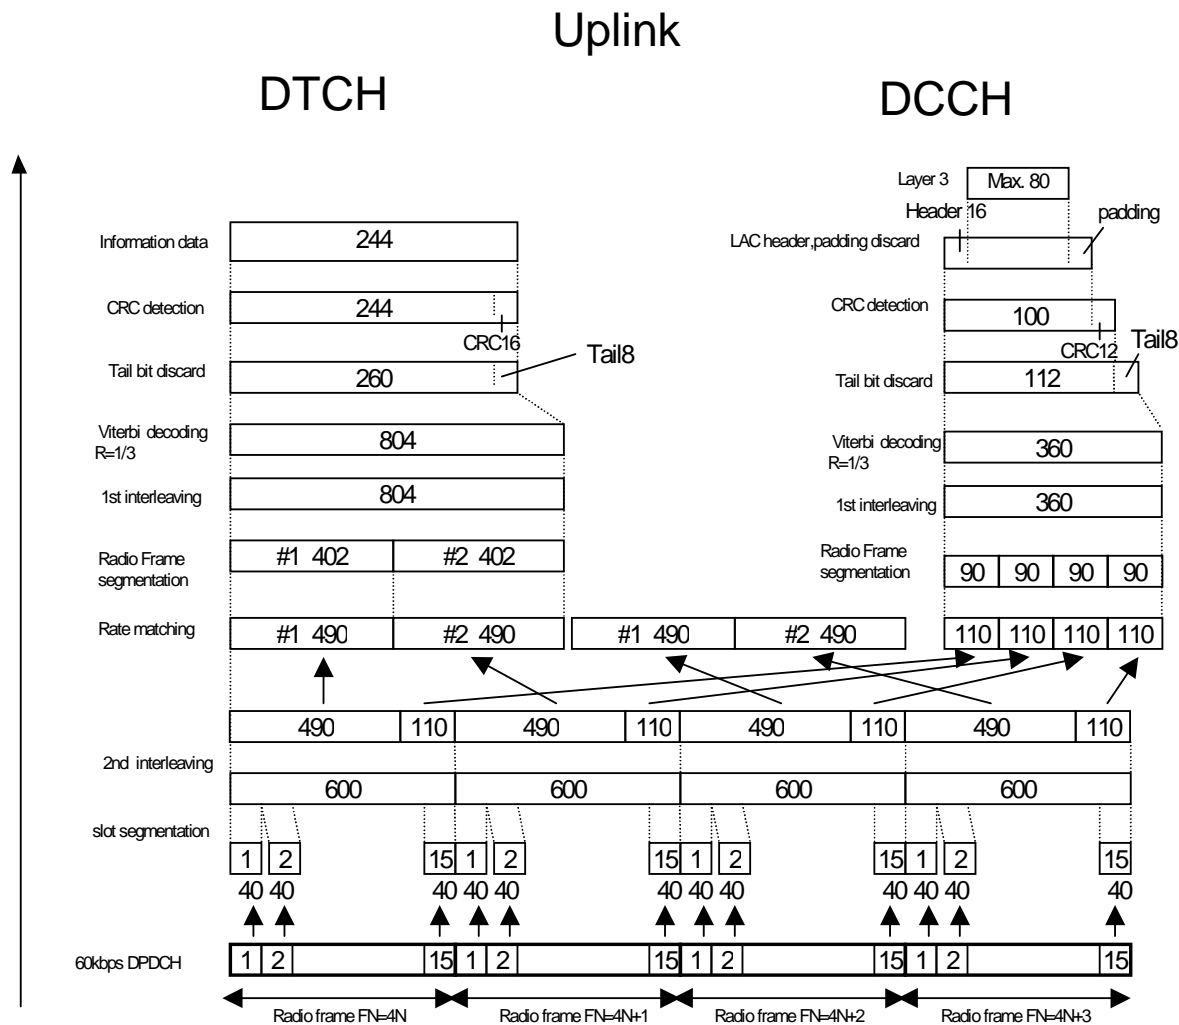 Uplink
DTCH DCCH
Layer 3 Max. 80
Header 16 padding
Information data 244 LAC header,padding discard
CRC detection 244 CRC detection 100
CRC16 CRC12
Tail bit discard 260 Tail8 Tail bit discard 112 Tail8
Viterbi decoding R=1/3 804 Viterbi decoding R=1/3 360
1st interleaving 804 1st interleaving 360
Radio Frame segmentation #1 402 #2 402 Radio Frame segmentation 90 90 90 90
Rate matching #1 490 #2 490 #1 490 #2 490 110 110 110 110
490 110 490 110 490 110 490 110
2nd interleaving
600 600 600 600
slot segmentation
1 2 15 1 2 15 1 2 15 1 2 15
40 40 40 40 40 40 40 40 40 40 40 40
60kbps DPDCH 1 2 15 1 2 15 1 2 15 1 2 15
Radio frame FN=4N Radio frame FN=4N+1 Radio frame FN=4N+2 Radio frame FN=4N+3